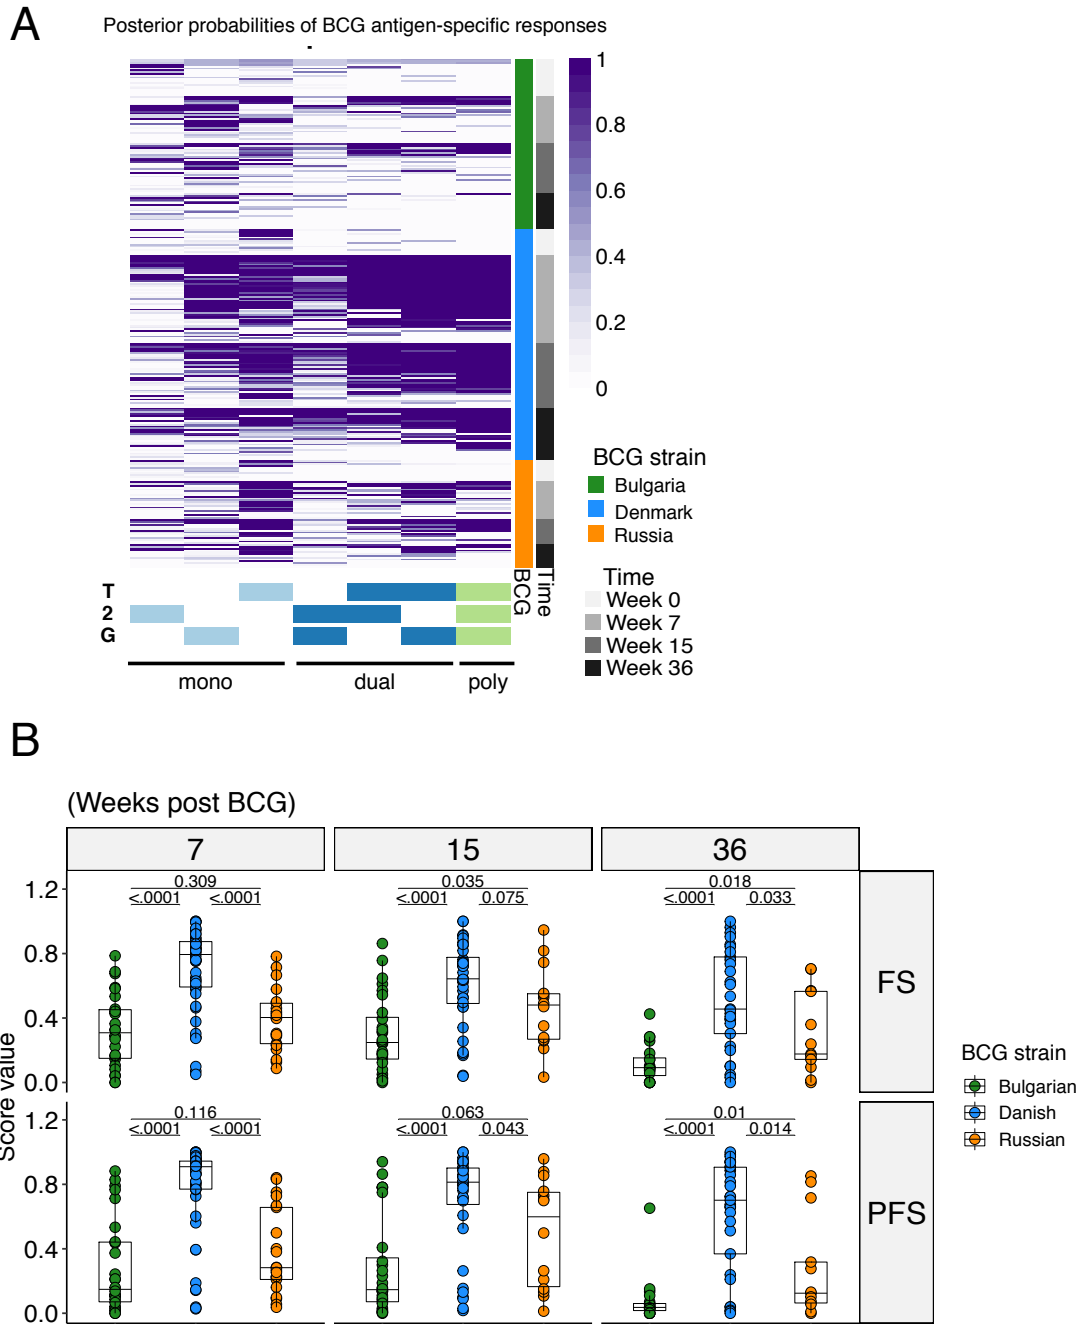 A
Posterior probabilities of BCG antigen-specific responses
1
0.8
0.6
0.4
0.2
0
BCG strain
Bulgaria
Denmark
Russia
BCG
Time
Time
Week 0
Week 7
Week 15
Week 36
T
2
G
mono
dual
poly
B
(Weeks post BCG)
7
15
36
1.2
0.8
0.4
0.0
0.309
<.0001
<.0001
0.035
<.0001
0.075
0.018
<.0001
0.033
FS
Score value
1.2
0.8
0.4
0.0
0.116
<.0001
<.0001
0.063
<.0001
0.043
0.01
<.0001
0.014
PFS
BCG strain
Bulgarian
Danish
Russian